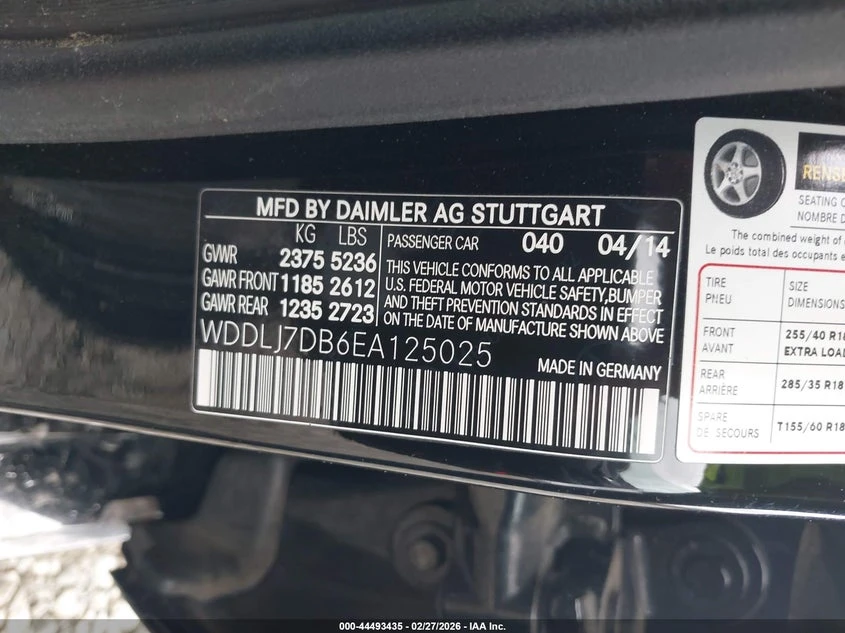 MFD BY DAIMLER AG STUTTGART
KG LBS
GVWR 2375 5236
GAWR FRONT 1185 2612
GAWR REAR 1235 2723
PASSENGER CAR 040 04/14
THIS VEHICLE CONFORMS TO ALL APPLICABLE
U.S. FEDERAL MOTOR VEHICLE SAFETY,BUMPER
AND THEFT PREVENTION STANDARDS IN EFFECT
ON THE DATE OF MANUFACTURE SHOWN ABOVE
WDDLJ7DB6EA125025
MADE IN GERMANY
SEATING
NOMBRE
The combined weight of
Le poids total des occupants
TIRE SIZE
PNEU DIMENSIONS
FRONT 255/40 R18
AVANT EXTRA LOAD
REAR 285/35 R18
ARRIÈRE
SPARE T155/60 R18
DE SECOURS
000-44493435 - 02/27/2026 - IAA Inc.